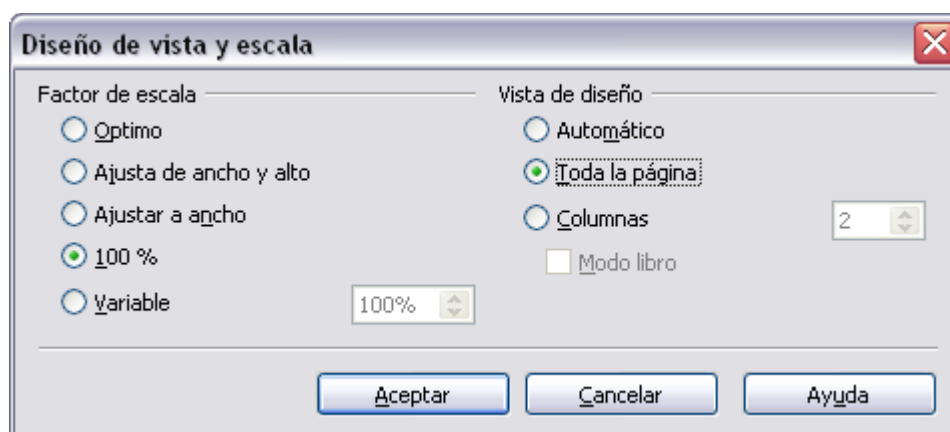 Diseño de vista y escala
Factor de escala
Optimo
Ajusta de ancho y alto
Ajustar a ancho
100 %
Variable
100%
Vista de diseño
Automático
Toda la página
Columnas
2
Modo libro
Aceptar
Cancelar
Ayuda